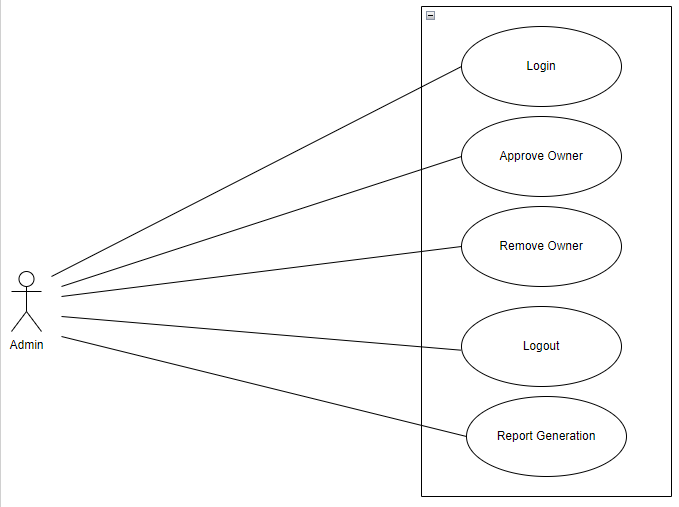 Login
Approve Owner
Remove Owner
Admin
Logout
Report Generation